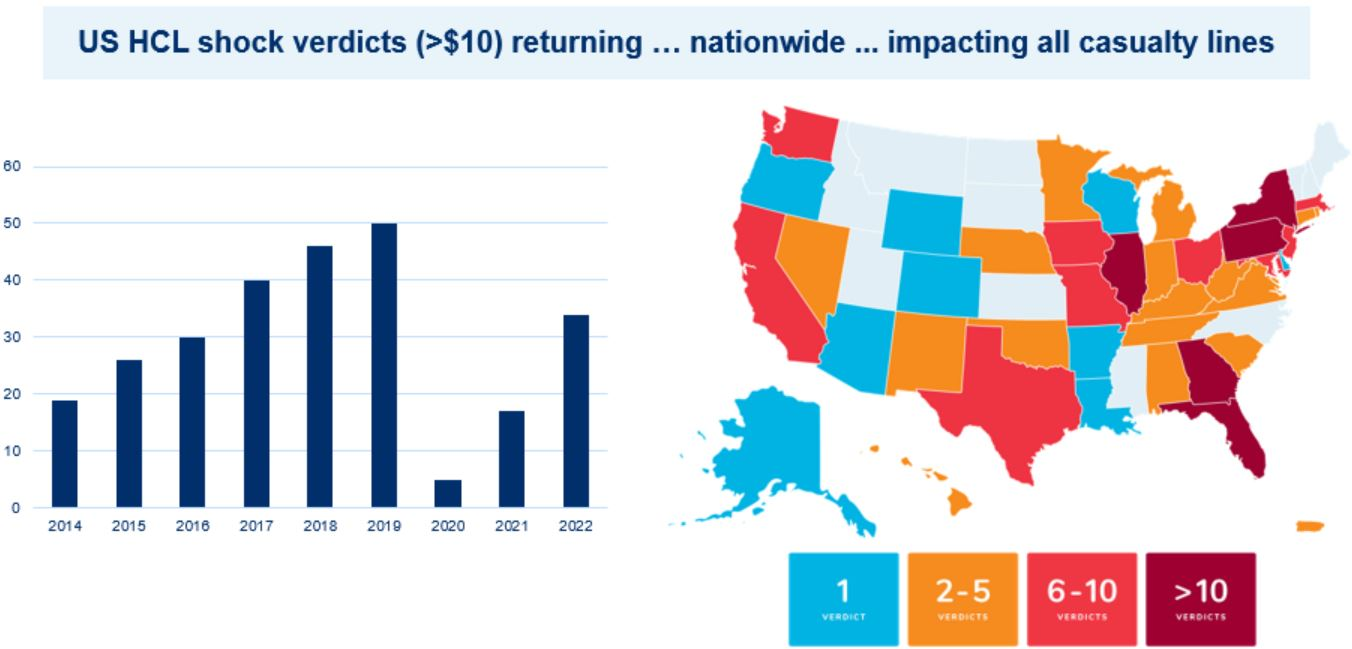 US HCL shock verdicts (>$10) returning … nationwide ... impacting all casualty lines
60
50
40
30
20
10
0
2014 2015 2016 2017 2018 2019 2020 2021 2022
1 2-5 6-10 >10
VERDICT VERDICTS VERDICTS VERDICTS